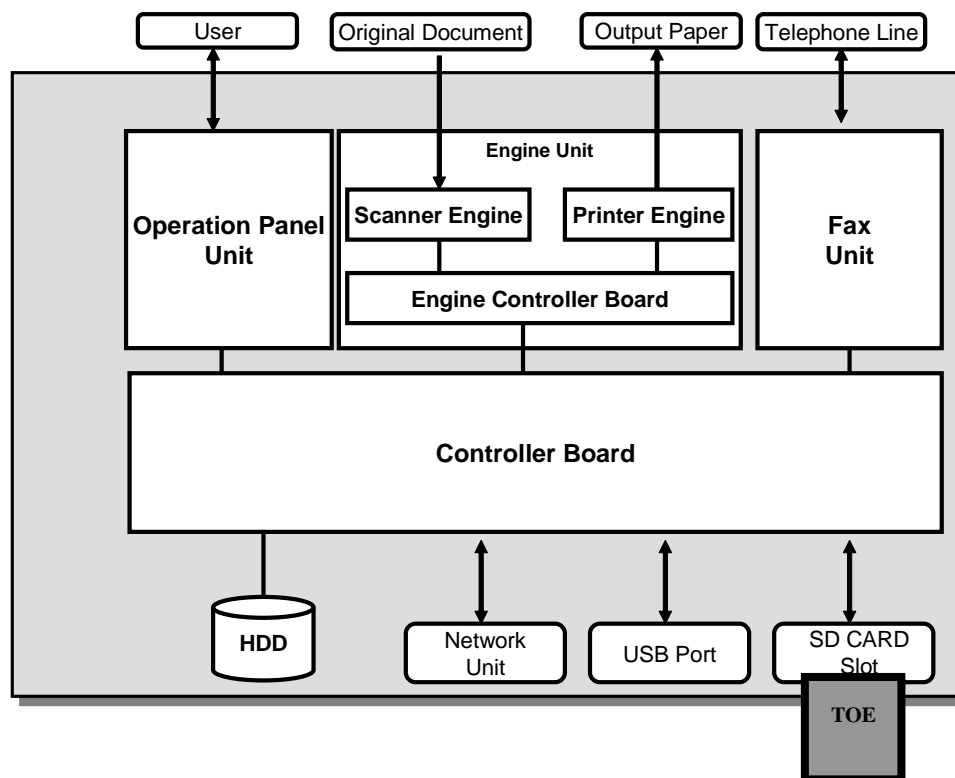 User
Original Document
Output Paper
Telephone Line
Engine Unit
Operation Panel
Unit
Scanner Engine
Printer Engine
Fax
Unit
Engine Controller Board
Controller Board
HDD
Network
Unit
USB Port
SD CARD
Slot
TOE